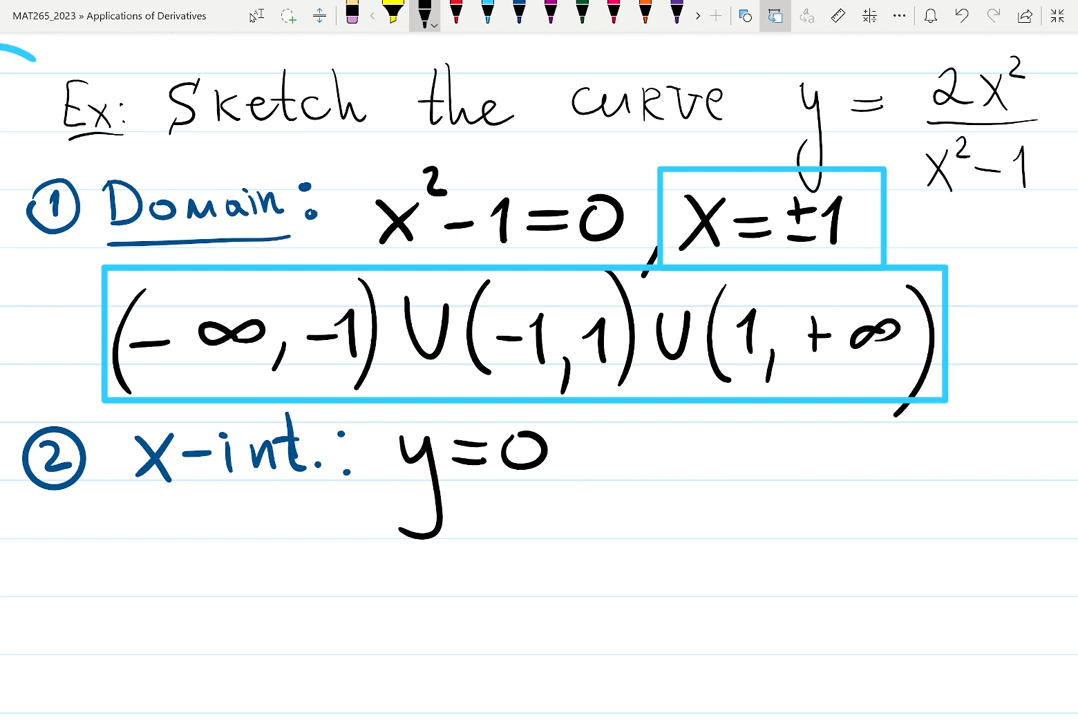 MAT265_2023 » Applications of Derivatives
Ex: Sketch the curve y = 2x²/(x²-1)
① Domain: x²-1=0, x=±1
(-∞,-1)∪(-1,1)∪(1,+∞)
② x-int.: y=0